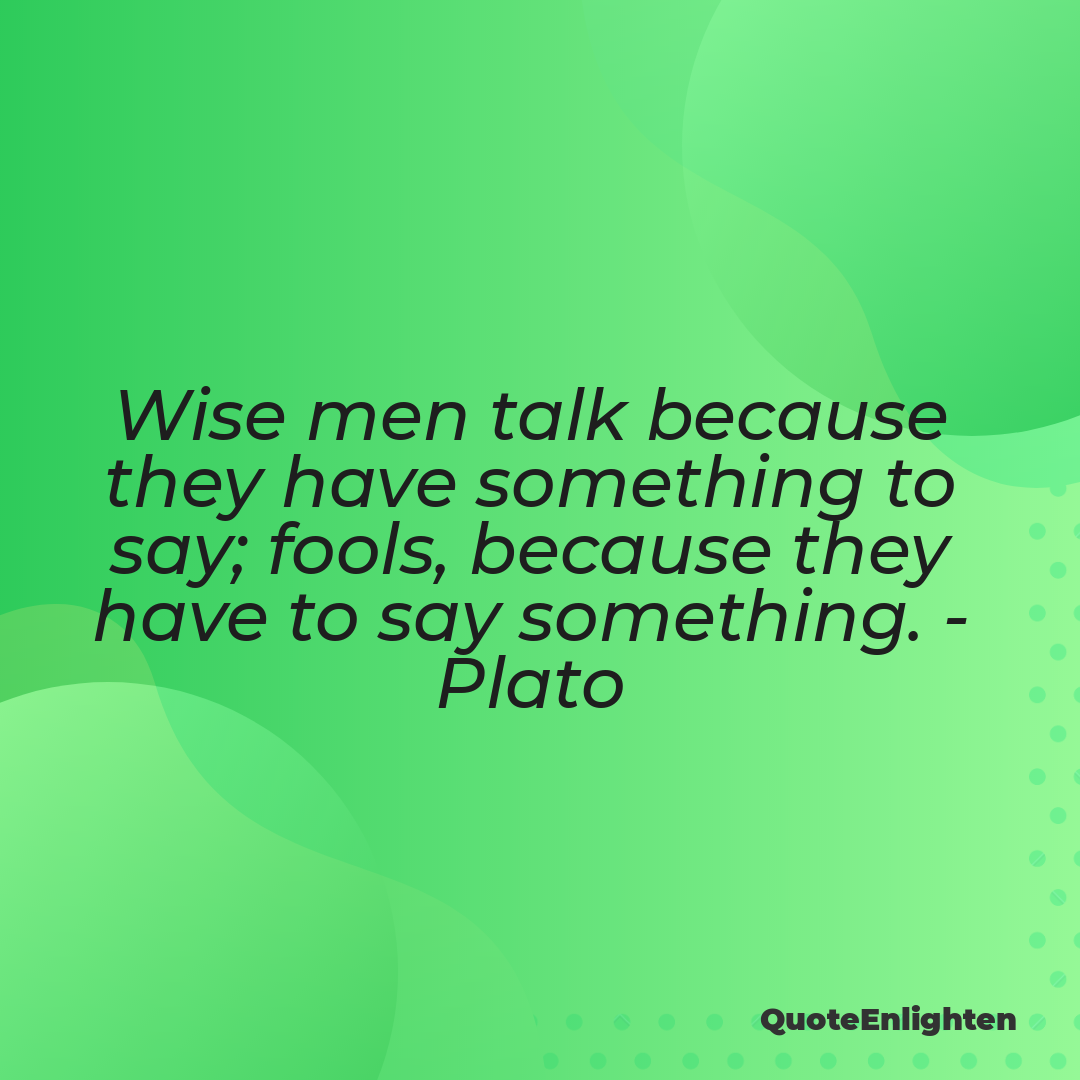 Wise men talk because
they have something to
say; fools, because they
have to say something. -
Plato
QuoteEnlighten